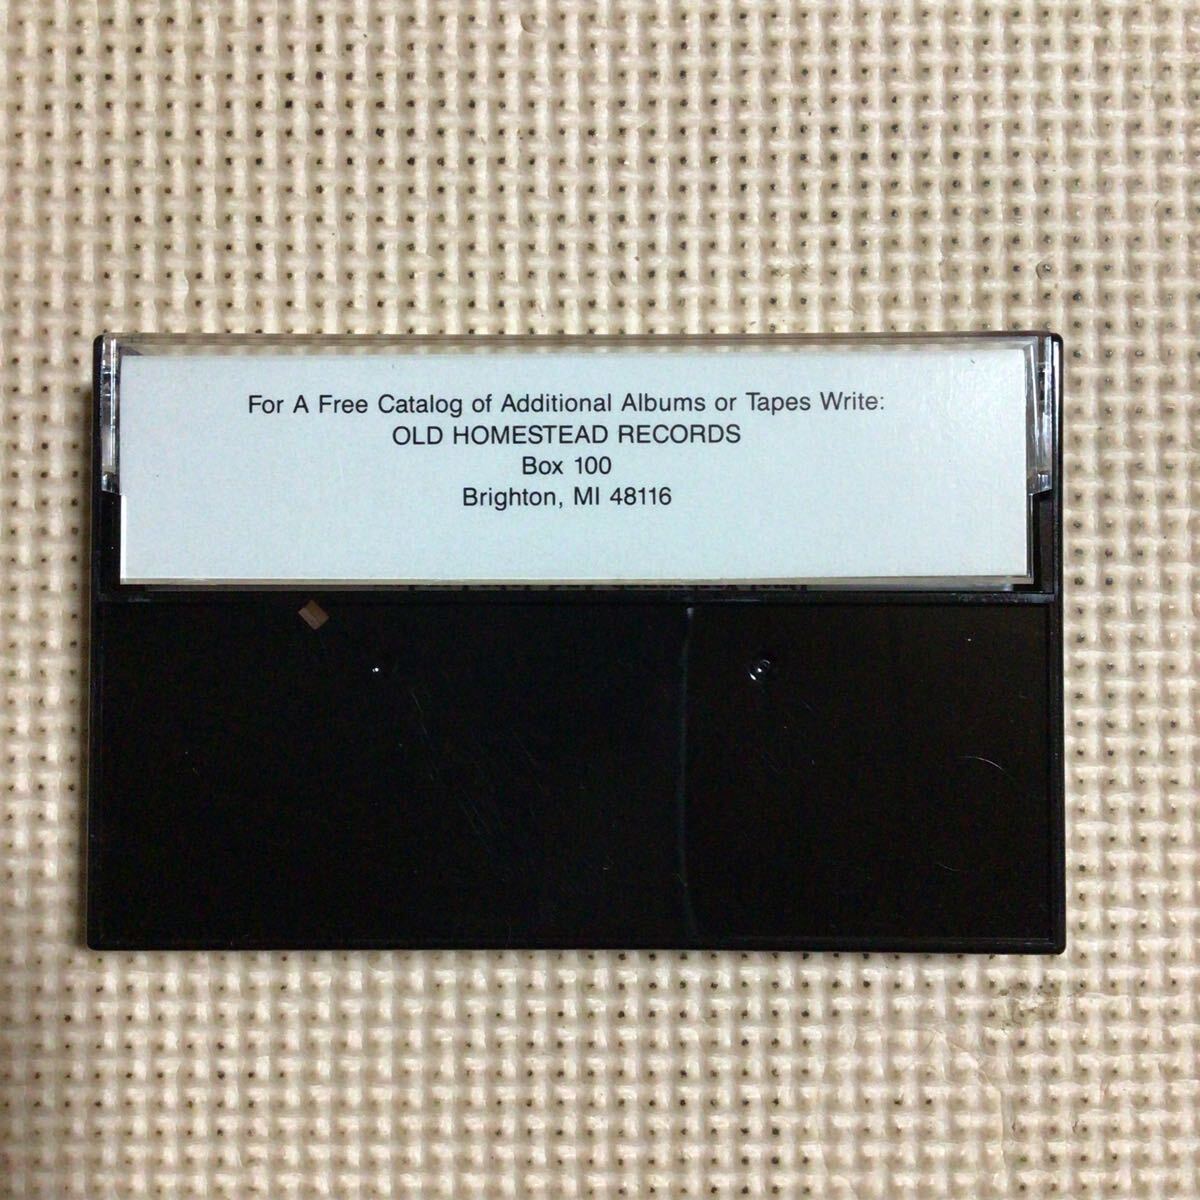 For A Free Catalog of Additional Albums or Tapes Write:
OLD HOMESTEAD RECORDS
Box 100
Brighton, MI 48116